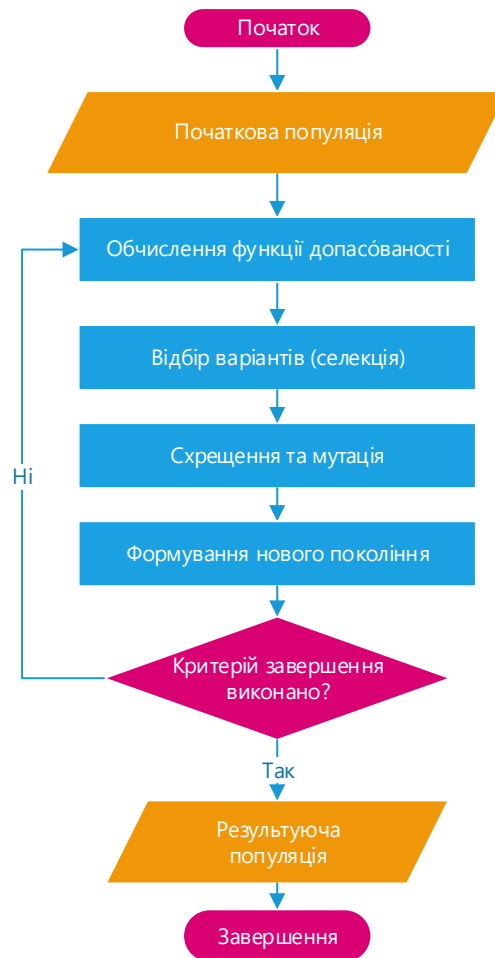 Початок
Початкова популяція
Обчислення функції допасо́ваності
Відбір варіантів (селекція)
Схрещення та мутація
Ні
Формування нового покоління
Критерій завершення
виконано?
Так
Результуюча
популяція
Завершення